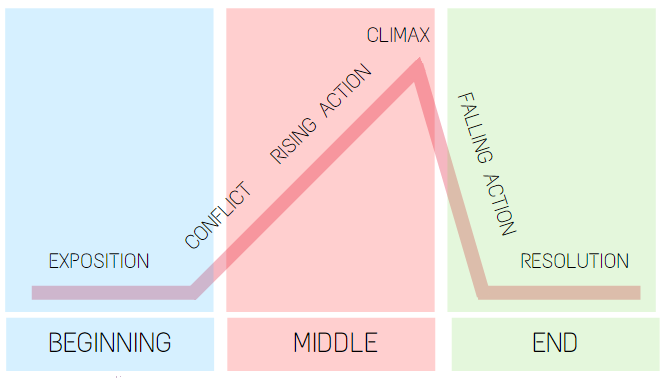 CLIMAX
RISING ACTION
FALLING ACTION
CONFLICT
EXPOSITION
RESOLUTION
BEGINNING
MIDDLE
END